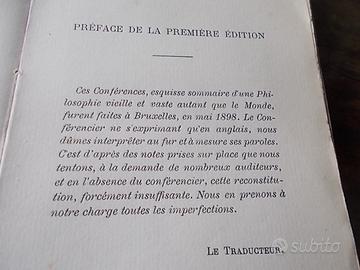 PRÉFACE DE LA PREMIÈRE ÉDITION
Ces Conférences, esquisse sommaire d'une Phi-
losophie vieille et vaste autant que le Monde,
furent faites à Bruxelles, en mai 1898. Le Con-
férencier ne s'exprimant qu'en anglais, nous
dûmes interpréter au fur et à mesure ses paroles.
C'est d'après des notes prises sur place que nous
tentons, à la demande de nombreux auditeurs,
et en l'absence du conférencier, cette reconstitu-
tion, forcément insuffisante. Nous en prenons à
notre charge toutes les imperfections.
LE TRADUCTEUR.
subito